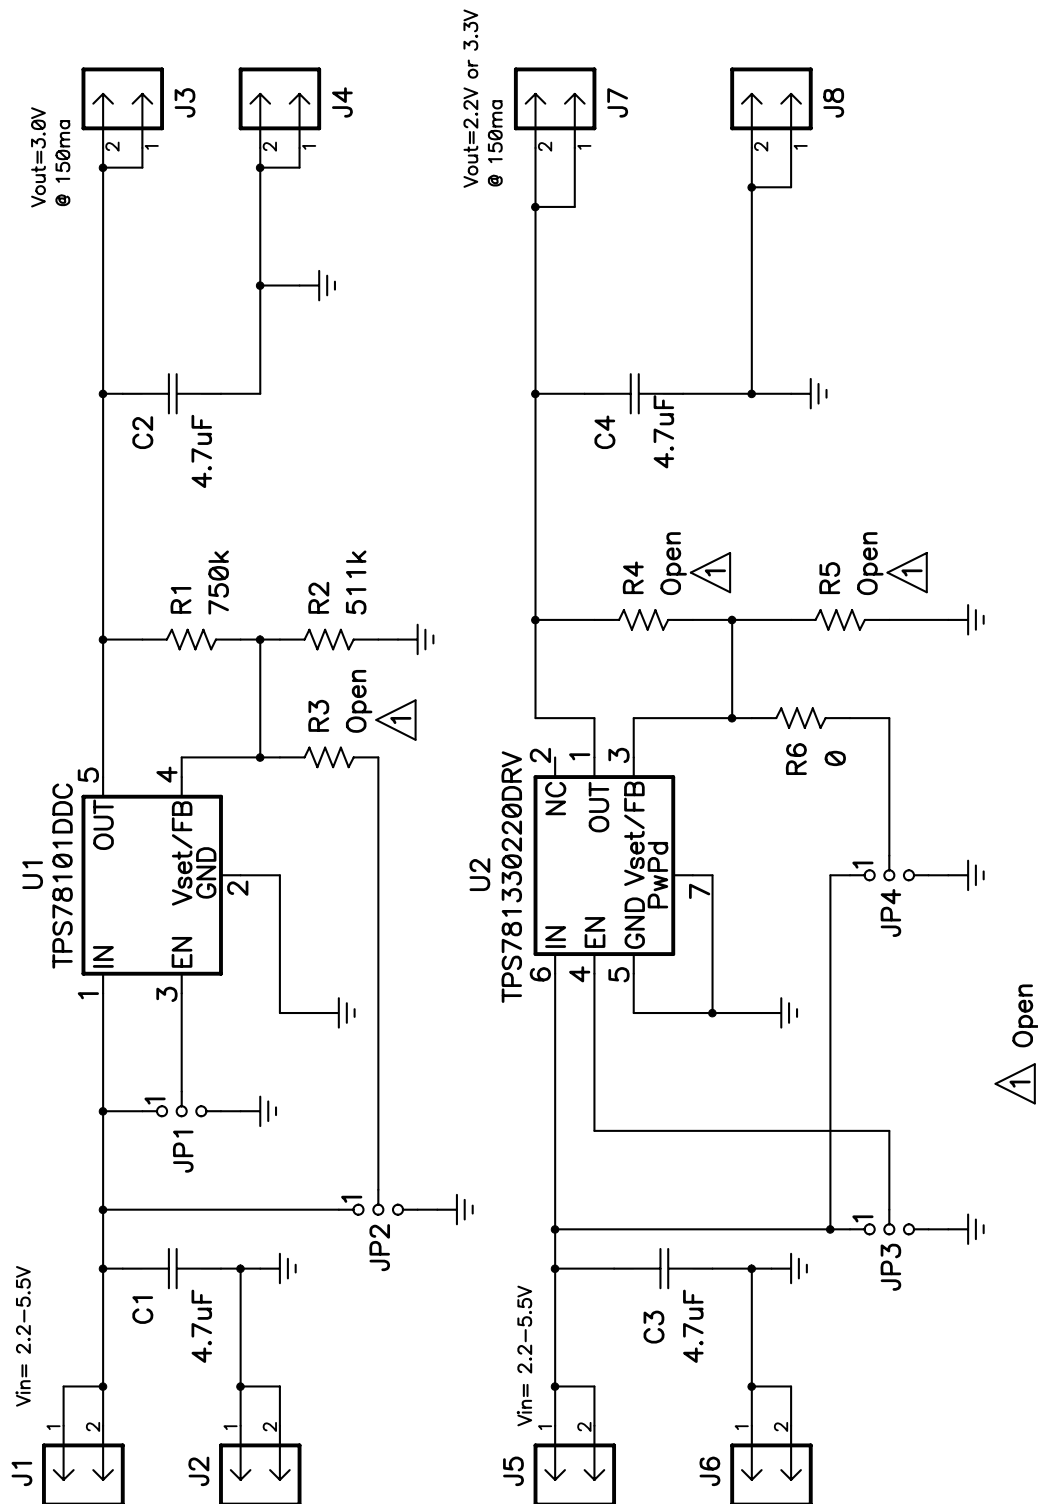 J1
1
2
Vin= 2.2-5.5V
J2
1
2
C1
4.7uF
JP2
1
JP1
1
U1
TPS78101DDC
1
IN
3
EN
5
OUT
4
Vset/FB
GND
2
R3
Open
1
R1
750k
R2
511k
C2
4.7uF
Vout=3.0V
@ 150ma
2
1
J3
2
1
J4
J5
1
2
Vin= 2.2-5.5V
J6
1
2
C3
4.7uF
JP3
1
U2
TPS781330220DRV
6
IN
4
EN
5
GND
2
NC
1
OUT
3
Vset/FB
PwPd
7
JP4
1
R6
0
R4
Open
1
R5
Open
1
C4
4.7uF
Vout=2.2V or 3.3V
@ 150ma
2
1
J7
2
1
J8
1 Open